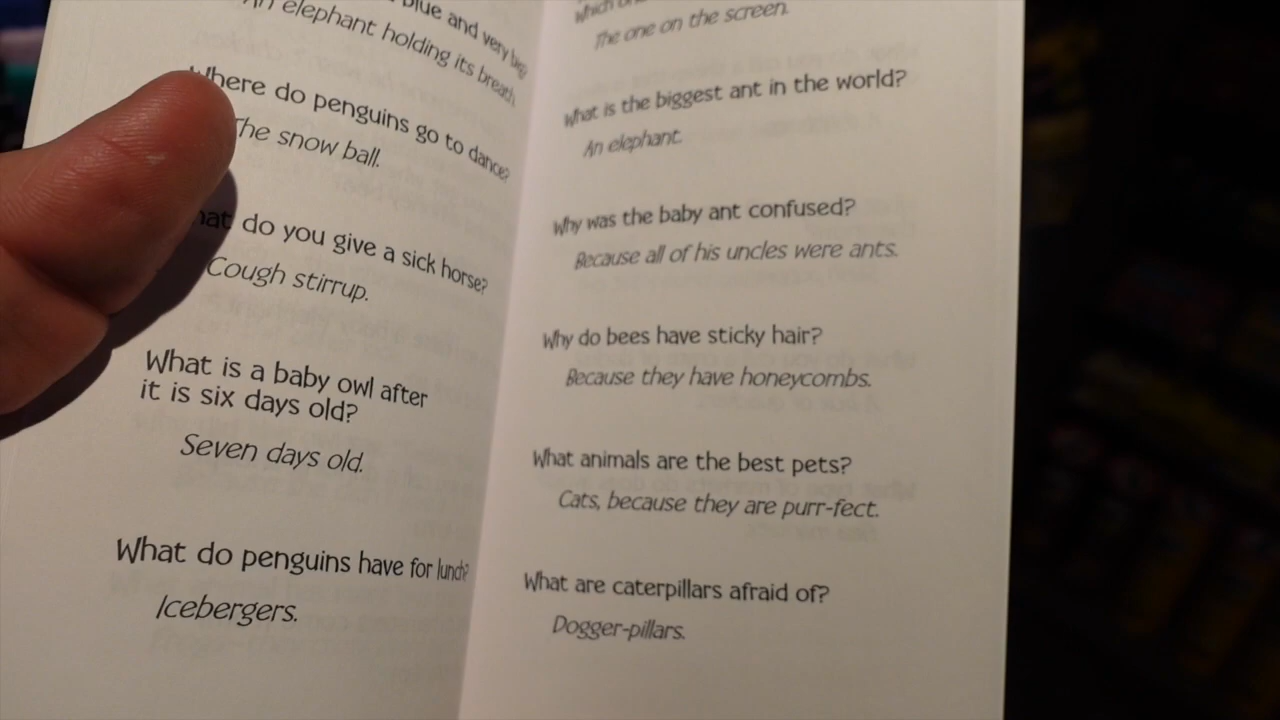 blue and very big
An elephant holding its breath.
Where do penguins go to dance?
The snow ball.
do you give a sick horse?
Cough stirrup.
What is a baby owl after
it is six days old?
Seven days old.
What do penguins have for lunch?
Icebergers.
Which
The one on the screen.
What is the biggest ant in the world?
An elephant.
Why was the baby ant confused?
Because all of his uncles were ants.
Why do bees have sticky hair?
Because they have honeycombs.
What animals are the best pets?
Cats, because they are purr-fect.
What are caterpillars afraid of?
Dogger-pillars.